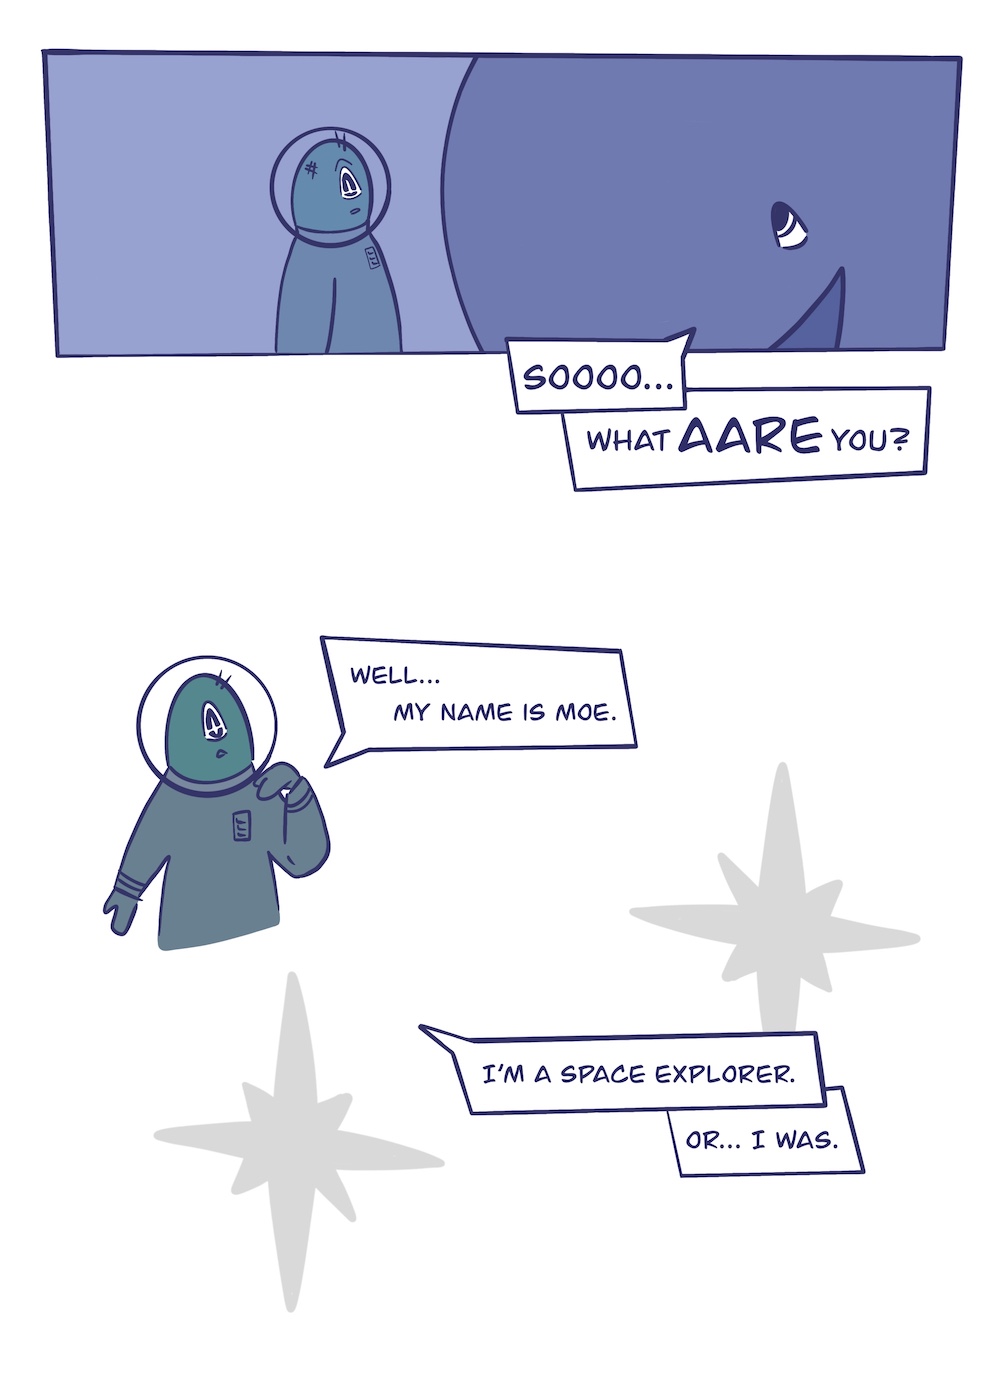 SOOOO...
WHAT AARE YOU?
WELL...
MY NAME IS MOE.
I'M A SPACE EXPLORER.
OR... I WAS.